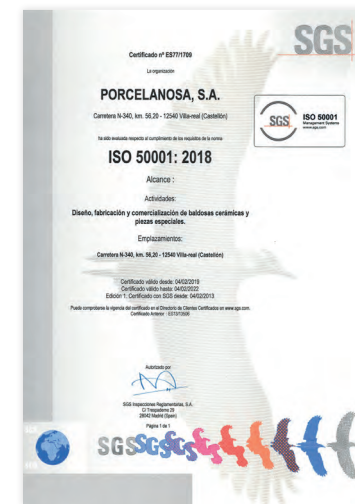 SGS
Certificado nº ES77/1709
La organización
PORCELANOSA, S.A.
Carretera N-340, km. 56,20 - 12540 Villa-real (Castellón)
SGS
ISO 50001
Management Systems
www.sgs.com
ha sido evaluada respecto al cumplimiento de los requisitos de la norma
ISO 50001: 2018
Alcance :
Actividades:
Diseño, fabricación y comercialización de baldosas cerámicas y
piezas especiales.
Emplazamientos:
Carretera N-340, km. 56,20 - 12540 Villa-real (Castellón)
Certificado válido desde: 04/02/2019
Certificado válido hasta: 04/02/2022
Edición 1. Certificado con SGS desde: 04/02/2013
Puede comprobarse la vigencia del certificado en el Directorio de Clientes Certificados en www.sgs.com.
Certificado Anterior : ES13/13506
Autorizado por
SGS Inspecciones Reglamentarias, S.A.
C/ Trespaderne 29
28042 Madrid (Spain)
Página 1 de 1
SGSSGSSGS